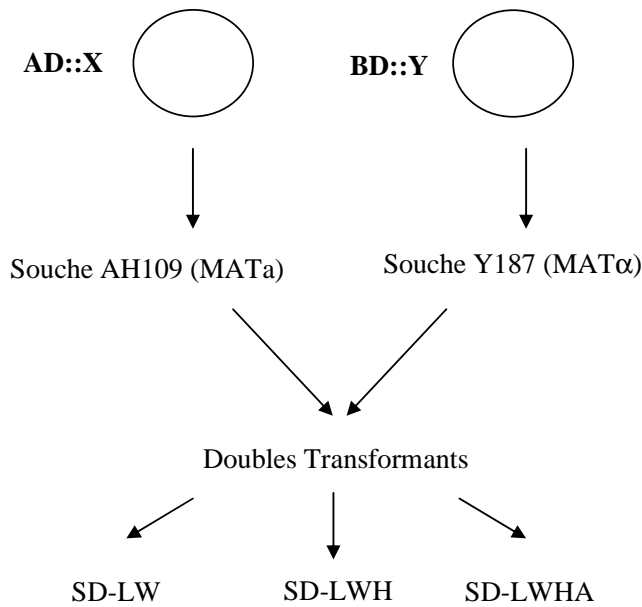 AD::X
BD::Y
Souche AH109 (MATa)
Souche Y187 (MATα)
Doubles Transformants
SD-LW
SD-LWH
SD-LWHA